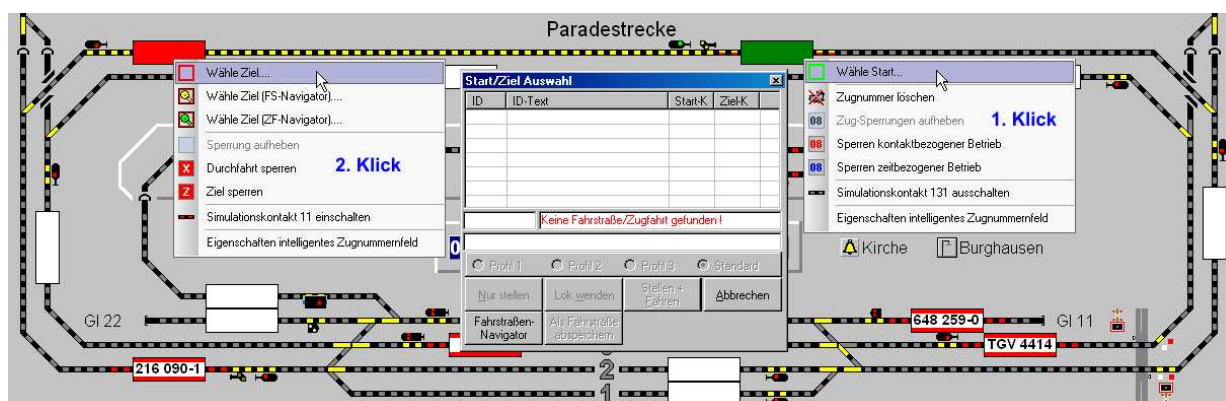 Paradestrecke
Wähle Ziel...
Wähle Ziel (FS-Navigator)....
Wähle Ziel (ZF-Navigator)....
Sperrung aufheben
2. Klick
X Durchfahrt sperren
Z Ziel sperren
Simulationskontakt 11 einschalten
Eigenschaften intelligentes Zugnummernfeld
Start/Ziel Auswahl
ID ID-Text Start-K Ziel-K
Keine Fahrstraße/Zugfahrt gefunden !
Profil 1 Profil 2 Profil 3 Standard
Nur stellen Lok wenden Stellen + Fahren Abbrechen
Fahrstraßen-Navigator Als Fahrstraße abspeichern
Wähle Start...
Zugnummer löschen
1. Klick
08 Zug-Sperrungen aufheben
08 Sperren kontaktbezogener Betrieb
08 Sperren zeitbezogener Betrieb
Simulationskontakt 131 ausschalten
Eigenschaften intelligentes Zugnummernfeld
Kirche Burghausen
Gl 22
648 259-0 Gl 11
TGV 4414
216 090-1
2
1